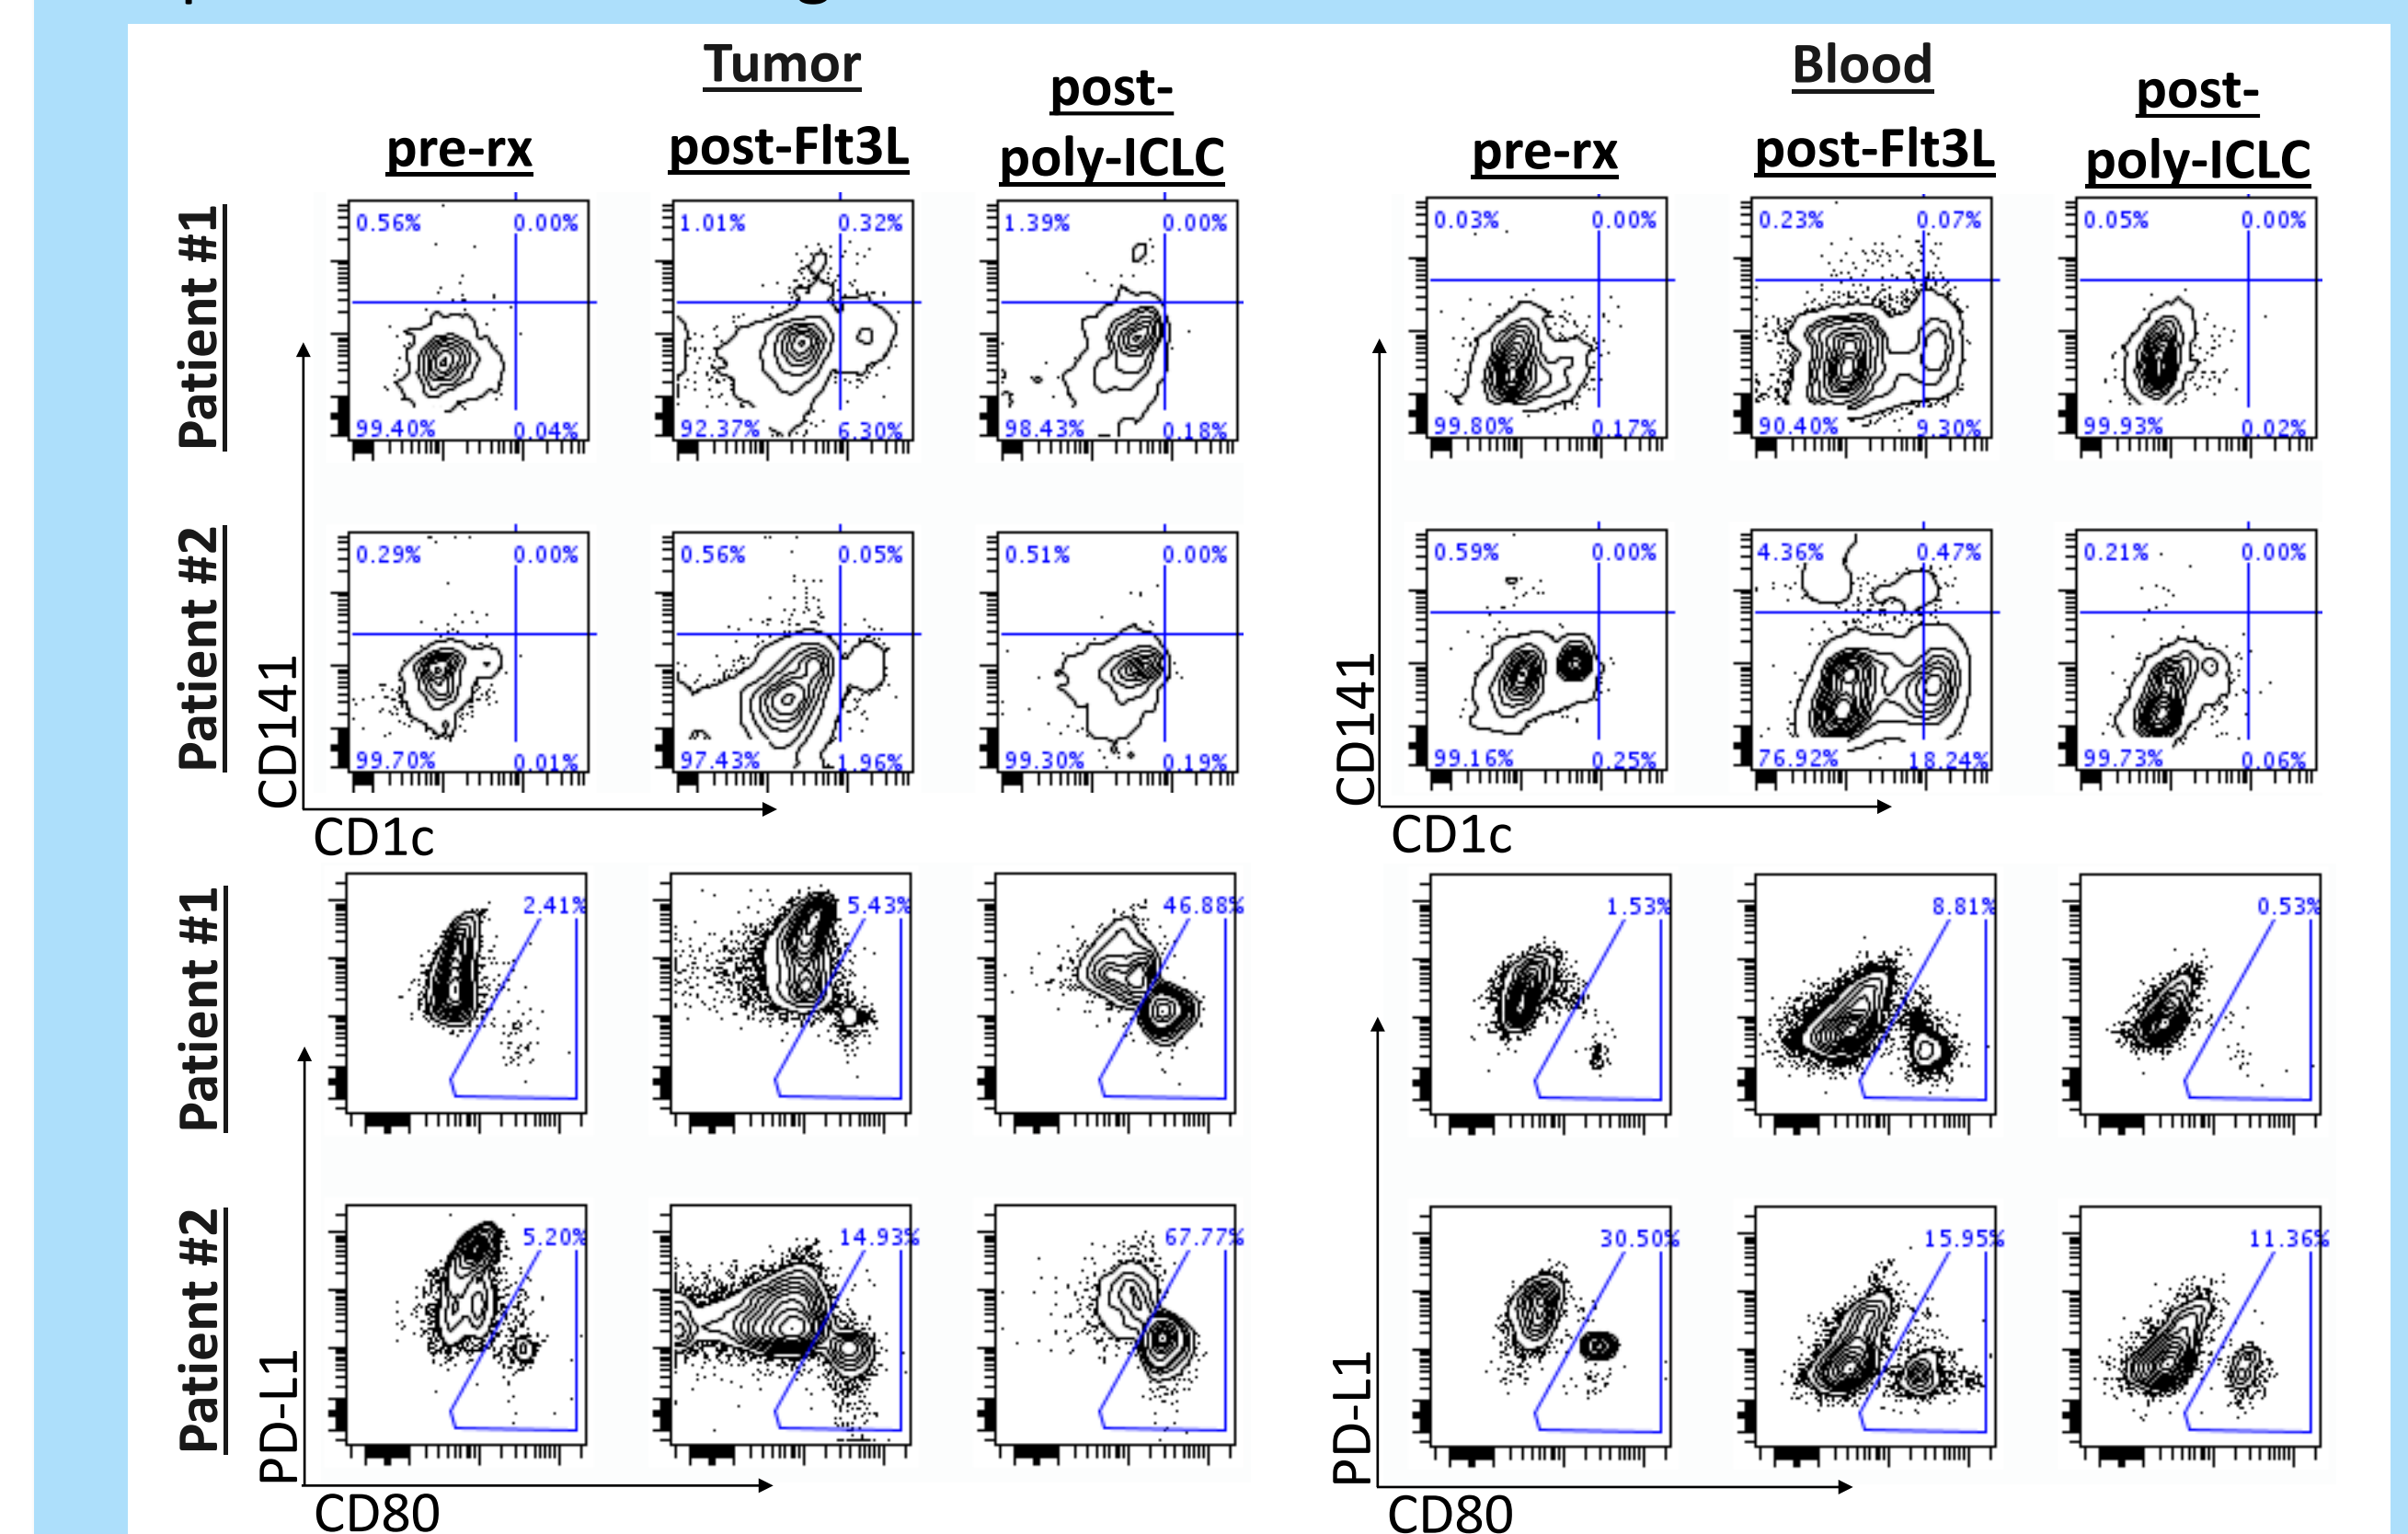 Tumor
Blood
pre-rx
post-Flt3L
post-
poly-ICLC
pre-rx
post-Flt3L
post-
poly-ICLC
Patient #1
0.56% 0.00%
99.40% 0.04%
1.01% 0.32%
92.37% 6.30%
1.39% 0.00%
98.43% 0.18%
0.03% 0.00%
99.80% 0.17%
0.23% 0.07%
90.40% 9.30%
0.05% 0.00%
99.93% 0.02%
Patient #2
0.29% 0.00%
99.70% 0.01%
0.56% 0.05%
97.43% 1.96%
0.51% 0.00%
99.30% 0.19%
0.59% 0.00%
99.16% 0.25%
4.36% 0.47%
76.92% 18.24%
0.21% 0.00%
99.73% 0.06%
CD141
CD1c
CD141
CD1c
Patient #1
2.41%
5.43%
46.88%
1.53%
8.81%
0.53%
Patient #2
5.20%
14.93%
67.77%
30.50%
15.95%
11.36%
PD-L1
CD80
PD-L1
CD80